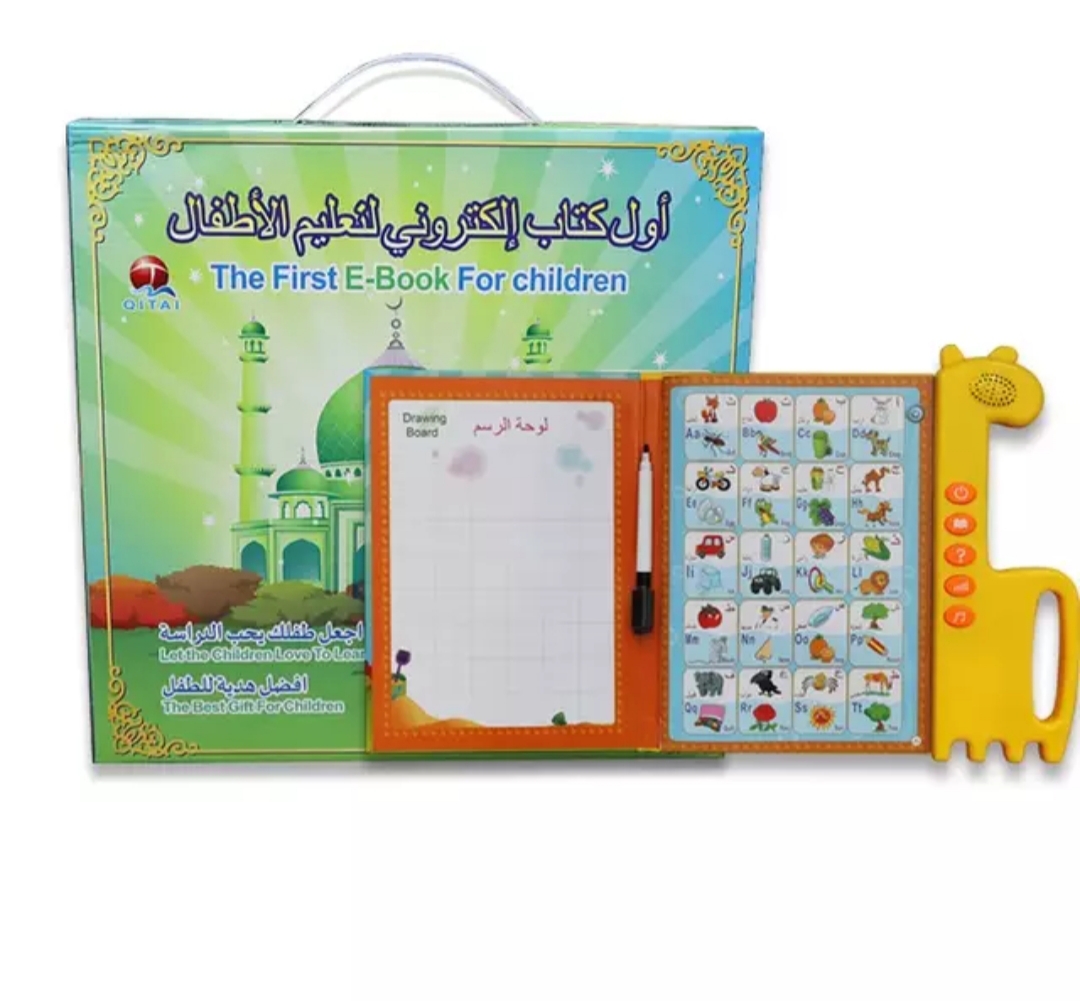 أول كتاب إلكتروني لتعليم الأطفال
The First E-Book For children
QITAI
اجعل طفلك يحب الدراسة
Let the Children Love To Lear
افضل هدية للطفل
The Best Gift For Children
Drawing
Board
لوحة الرسم
Aa Bb Cc Dd
Ee Ff Gg Hh
Ii Jj Kk Ll
Mm Nn Oo Pp
Qq Rr Ss Tt